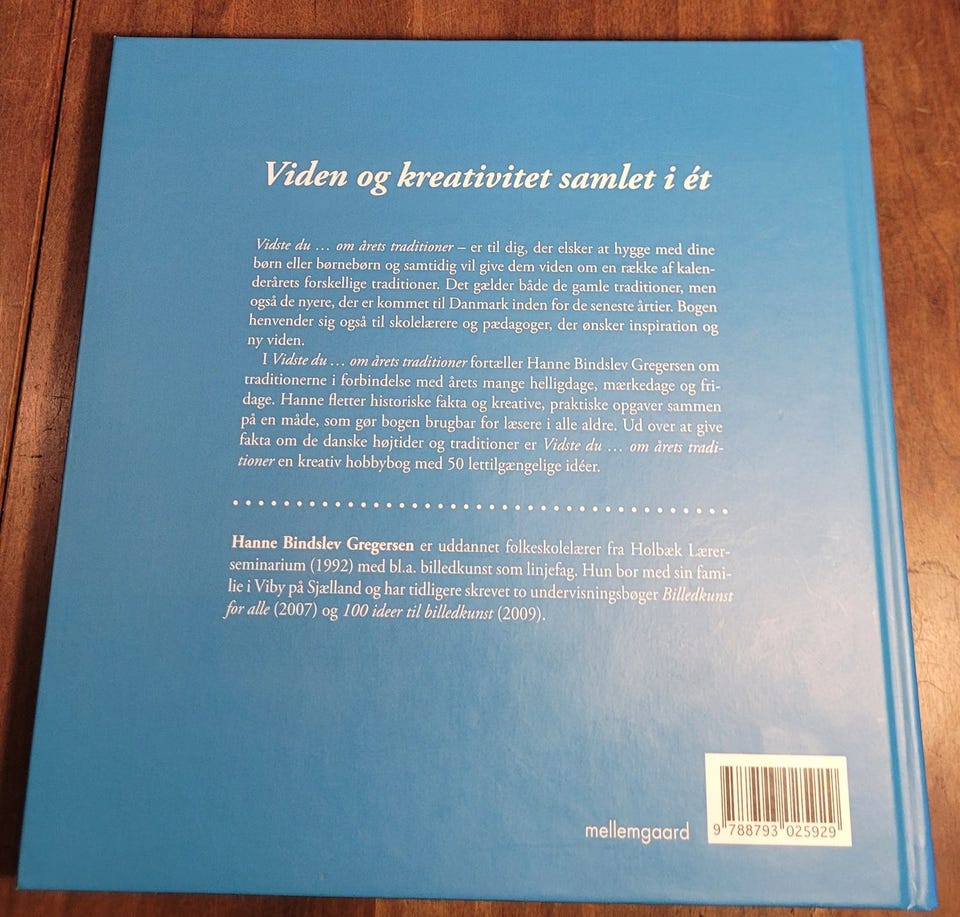 Viden og kreativitet samlet i ét
Vidste du … om årets traditioner – er til dig, der elsker at hygge med dine
børn eller børnebørn og samtidig vil give dem viden om en række af kalen-
derårets forskellige traditioner. Det gælder både de gamle traditioner, men
også de nyere, der er kommet til Danmark inden for de seneste årtier. Bogen
henvender sig også til skolelærere og pædagoger, der ønsker inspiration og
ny viden.
I Vidste du … om årets traditioner fortæller Hanne Bindslev Gregersen om
traditionerne i forbindelse med årets mange helligdage, mærkedage og fri-
dage. Hanne fletter historiske fakta og kreative, praktiske opgaver sammen
på en måde, som gør bogen brugbar for læsere i alle aldre. Ud over at give
fakta om de danske højtider og traditioner er Vidste du … om årets tradi-
tioner en kreativ hobbybog med 50 lettilgængelige idéer.
Hanne Bindslev Gregersen er uddannet folkeskolelærer fra Holbæk Lærer-
seminarium (1992) med bl.a. billedkunst som linjefag. Hun bor med sin fami-
lie i Viby på Sjælland og har tidligere skrevet to undervisningsbøger Billedkunst
for alle (2007) og 100 ideer til billedkunst (2009).
mellemgaard
9 788793 025929